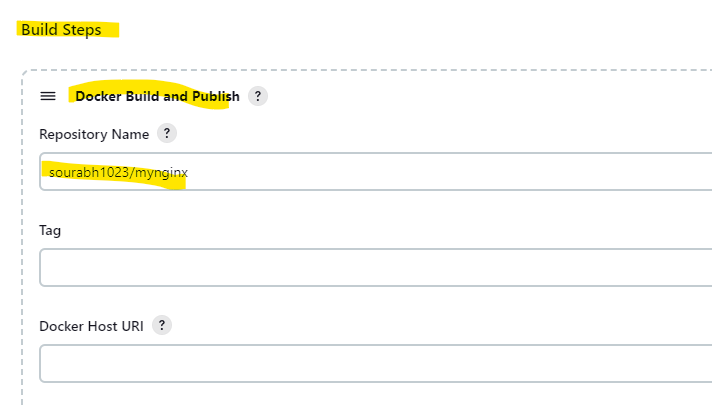 Build Steps
Docker Build and Publish ?
Repository Name ?
sourabh1023/mynginx
Tag
Docker Host URI ?